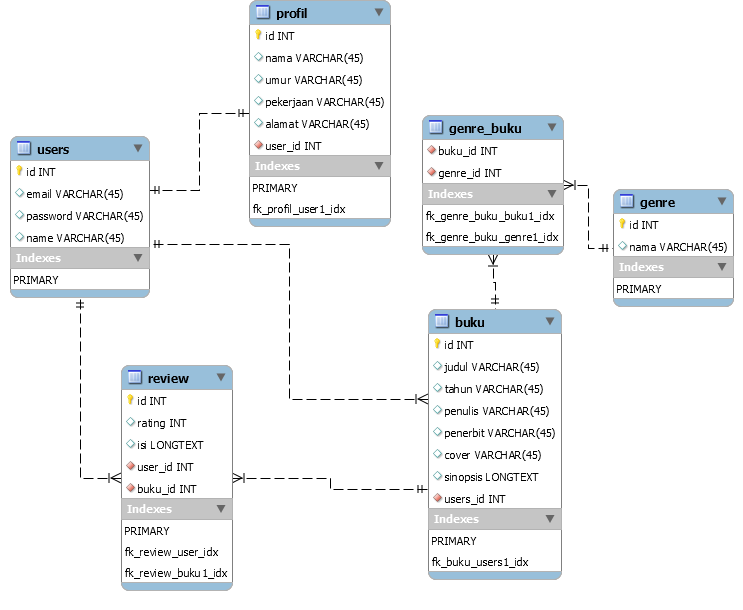 profil
id INT
nama VARCHAR(45)
umur VARCHAR(45)
pekerjaan VARCHAR(45)
alamat VARCHAR(45)
user_id INT
Indexes
PRIMARY
fk_profil_user1_idx
users
id INT
email VARCHAR(45)
password VARCHAR(45)
name VARCHAR(45)
Indexes
PRIMARY
genre_buku
buku_id INT
genre_id INT
Indexes
fk_genre_buku_buku1_idx
fk_genre_buku_genre1_idx
genre
id INT
nama VARCHAR(45)
Indexes
PRIMARY
buku
id INT
judul VARCHAR(45)
tahun VARCHAR(45)
penulis VARCHAR(45)
penerbit VARCHAR(45)
cover VARCHAR(45)
sinopsis LONGTEXT
users_id INT
Indexes
PRIMARY
fk_buku_users1_idx
review
id INT
rating INT
isi LONGTEXT
user_id INT
buku_id INT
Indexes
PRIMARY
fk_review_user_idx
fk_review_buku1_idx